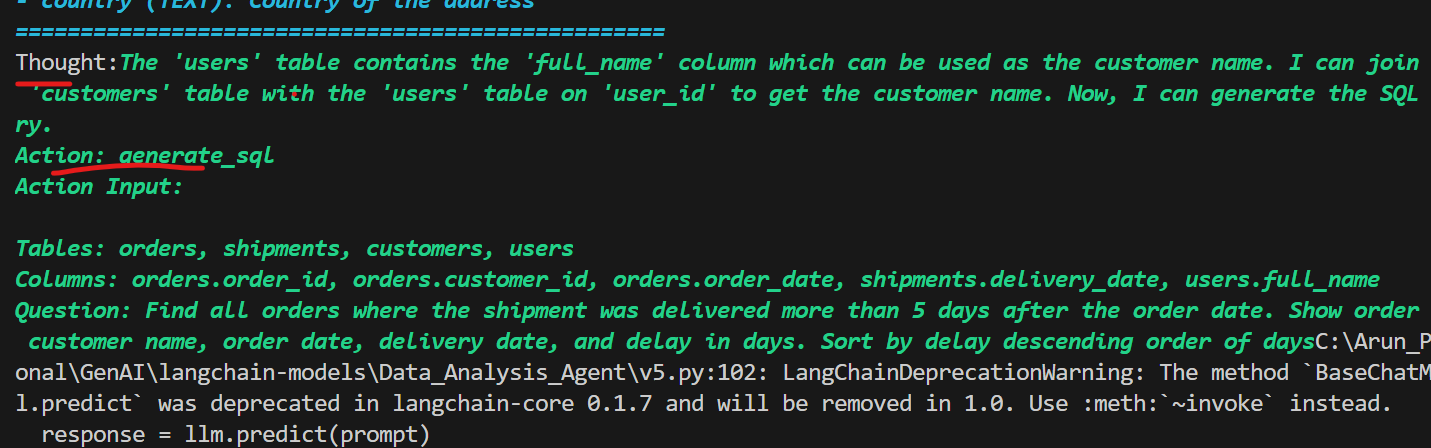 - country (TEXT): Country of the address
==================================================
Thought:The 'users' table contains the 'full_name' column which can be used as the customer name. I can join
'customers' table with the 'users' table on 'user_id' to get the customer name. Now, I can generate the SQL
ry.
Action: generate_sql
Action Input:
Tables: orders, shipments, customers, users
Columns: orders.order_id, orders.customer_id, orders.order_date, shipments.delivery_date, users.full_name
Question: Find all orders where the shipment was delivered more than 5 days after the order date. Show order
customer name, order date, delivery date, and delay in days. Sort by delay descending order of daysC:\Arun_P
onal\GenAI\langchain-models\Data_Analysis_Agent\v5.py:102: LangChainDeprecationWarning: The method `BaseChatM
l.predict` was deprecated in langchain-core 0.1.7 and will be removed in 1.0. Use :meth:`~invoke` instead.
response = llm.predict(prompt)